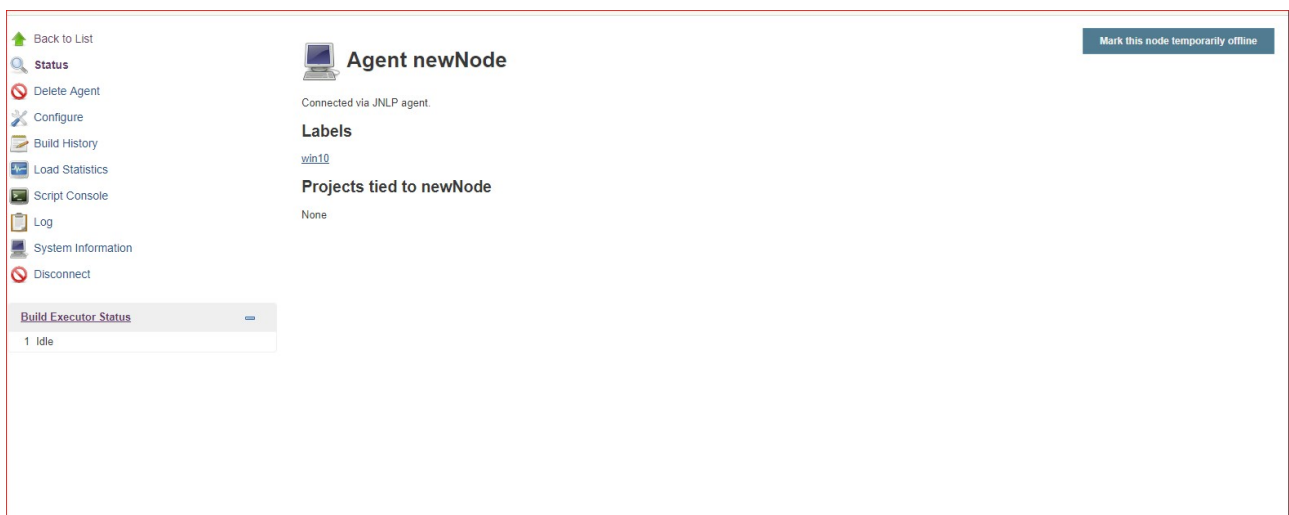 Back to List
Status
Delete Agent
Configure
Build History
Load Statistics
Script Console
Log
System Information
Disconnect
Build Executor Status
1 Idle
Agent newNode
Mark this node temporarily offline
Connected via JNLP agent.
Labels
win10
Projects tied to newNode
None